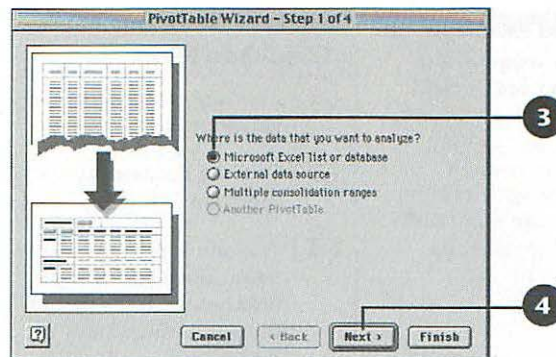 PivotTable Wizard - Step 1 of 4
3
Where is the data that you want to analyze?
Microsoft Excel list or database
External data source
Multiple consolidation ranges
Another PivotTable
4
? Cancel < Back Next > Finish